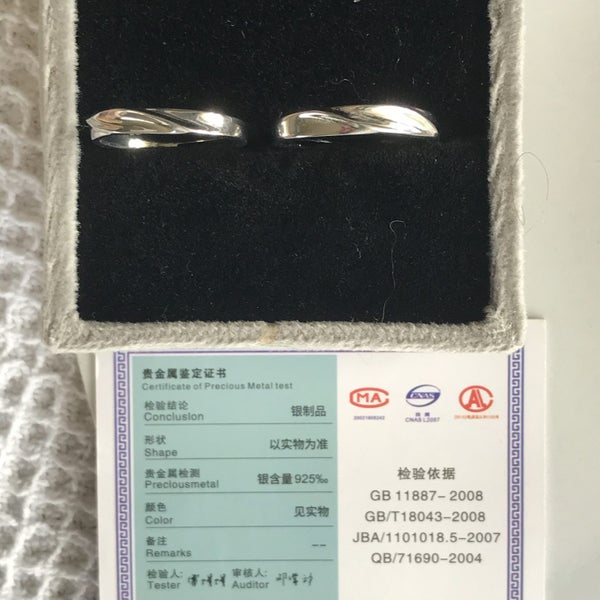 贵金属鉴定证书
Certificate of Precious Metal test
检验结论 银制品
Conclusion
形状 以实物为准
Shape
贵金属检测 银含量925‰
Preciousmetal
颜色 见实物
Color
备注 --
Remarks
检验人: 审核人:
Tester Auditor
MA CNAS AL
CNAS L2087
检验依据
GB 11887-2008
GB/T18043-2008
JBA/1101018.5-2007
QB/71690-2004